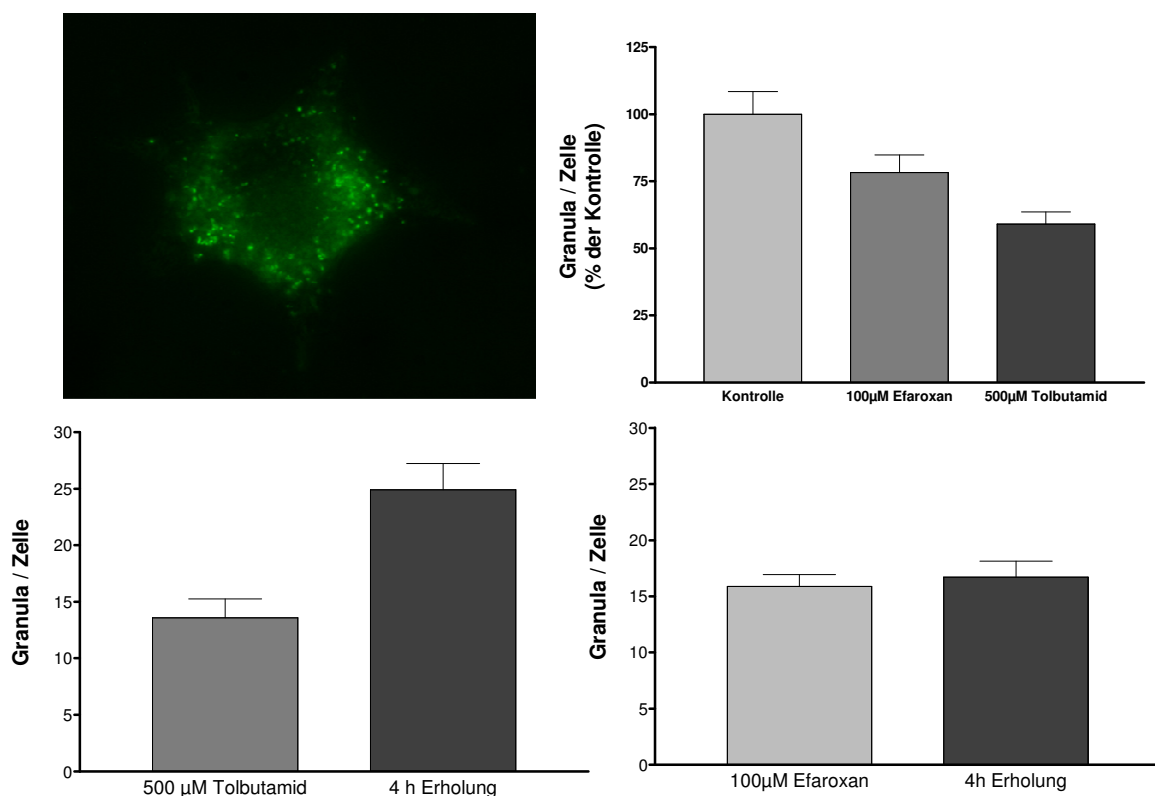 Granula / Zelle
(% der Kontrolle)
125
100
75
50
25
0
Kontrolle 100µM Efaroxan 500µM Tolbutamid
Granula / Zelle
30
25
20
15
10
5
0
500 µM Tolbutamid 4 h Erholung
Granula / Zelle
30
25
20
15
10
5
0
100µM Efaroxan 4h Erholung